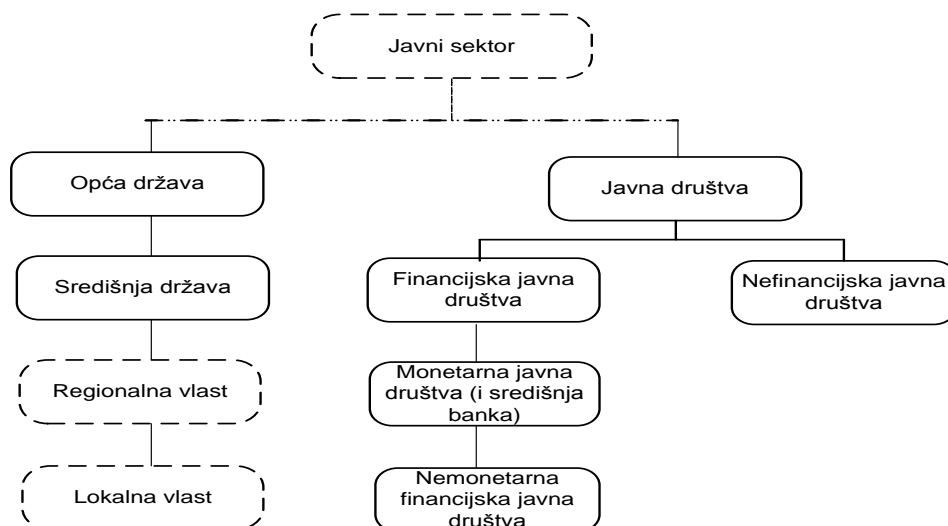 Javni sektor
Opća država
Javna društva
Središnja država
Financijska javna
društva
Nefinancijska javna
društva
Regionalna vlast
Monetarna javna
društva (i središnja
banka)
Lokalna vlast
Nemonetarna
financijska javna
društva